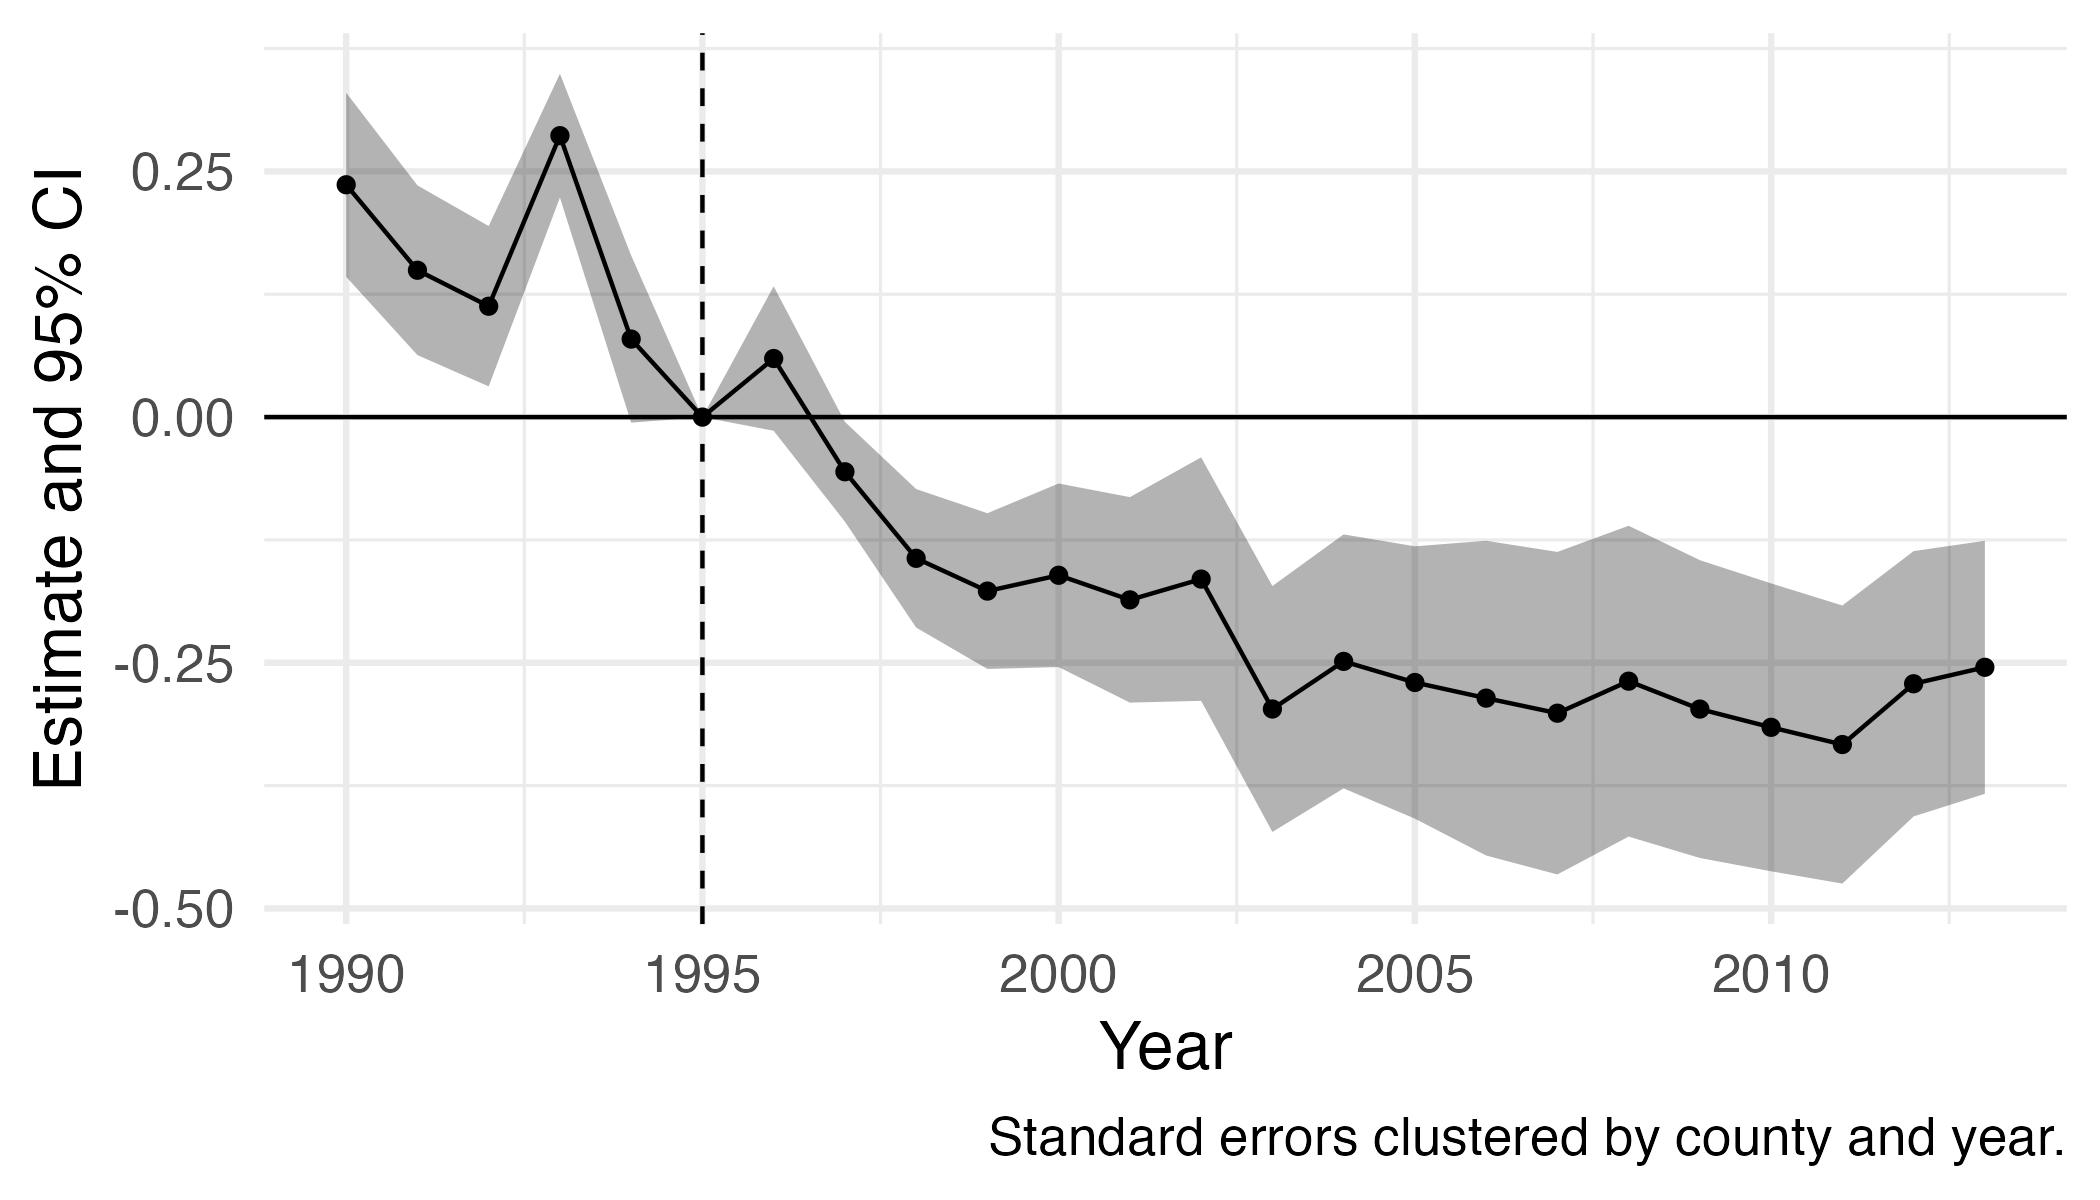 Estimate and 95% CI
0.25
0.00
-0.25
-0.50
1990 1995 2000 2005 2010
Year
Standard errors clustered by county and year.